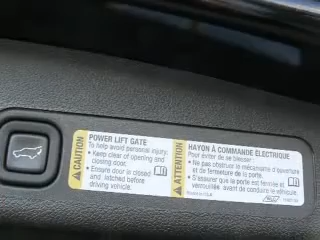 CAUTION
POWER LIFT GATE
To help avoid personal injury:
• Keep clear of opening and
closing door.
• Ensure door is closed
and latched before
driving vehicle.
ATTENTION
HAYON À COMMANDE ÉLECTRIQUE
Pour éviter de se blesser:
• Ne pas obstruer le mécanisme d'ouverture
et de fermeture de la porte.
• S'assurer que la porte est fermée et
verrouillée avant de conduire le véhicule.